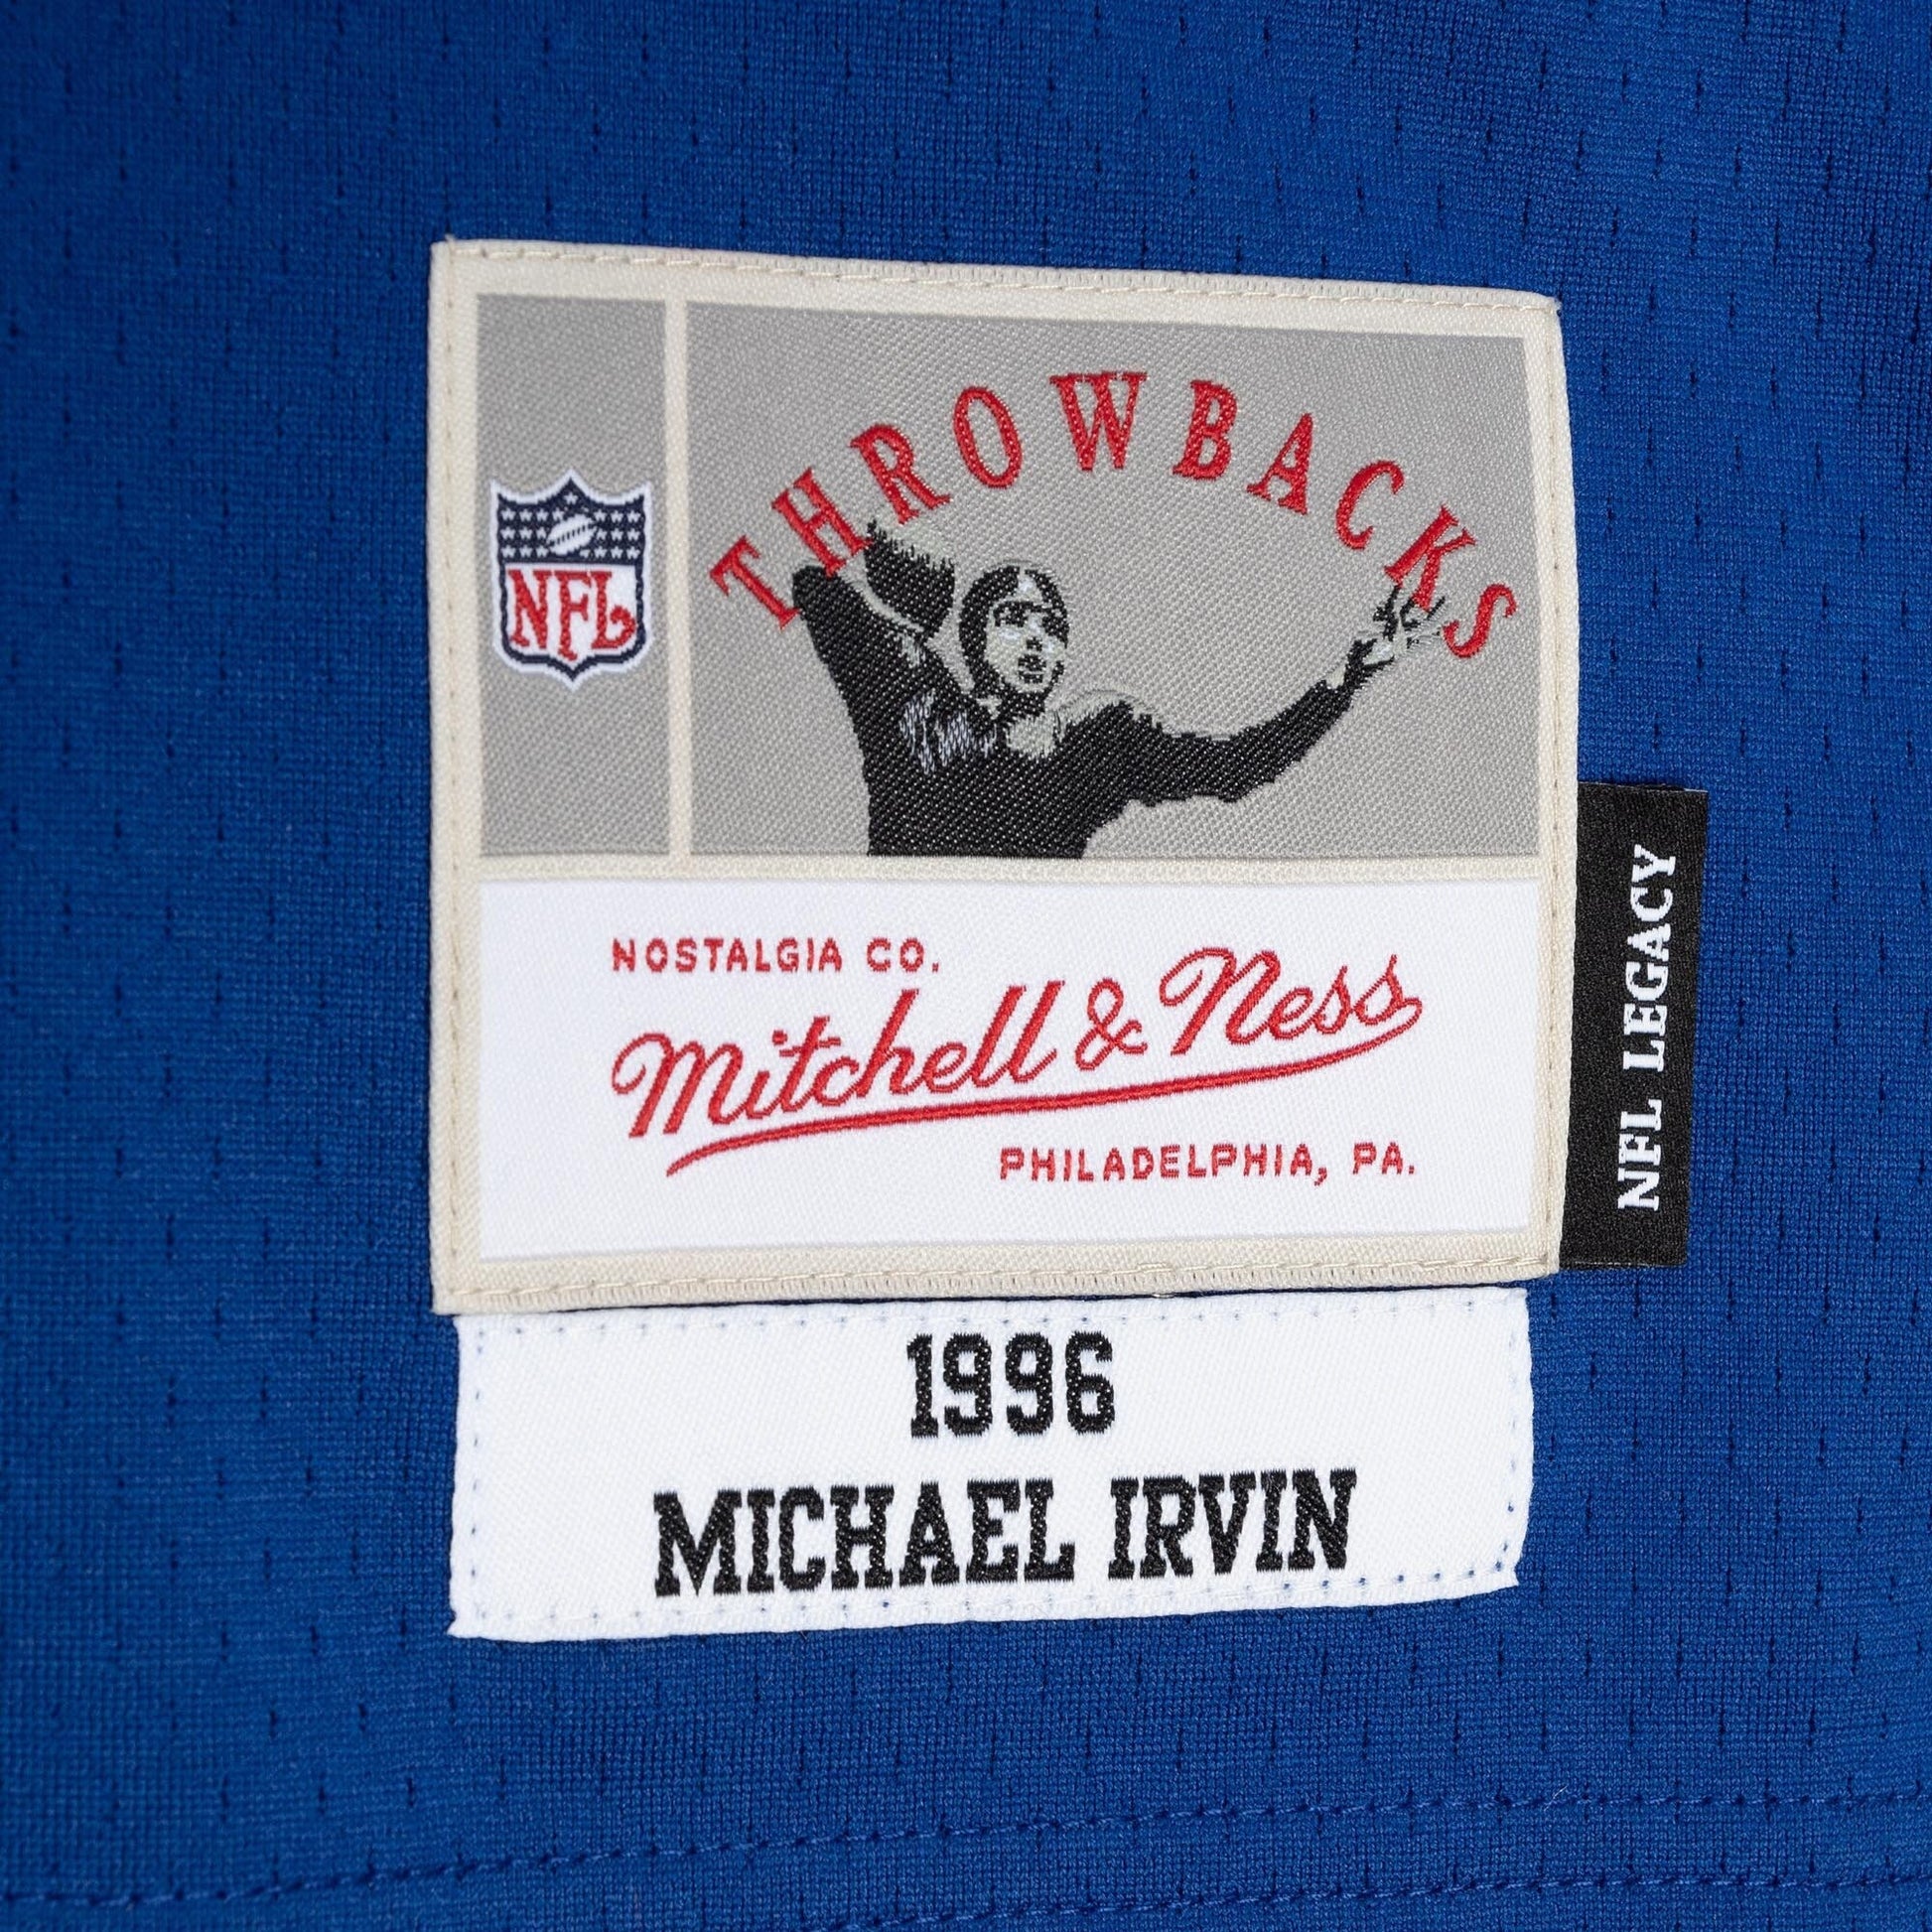 THROWBACKS
NFL
NOSTALGIA CO.
Mitchell & Ness
PHILADELPHIA, PA.
NFL LEGACY
1996
MICHAEL IRVIN